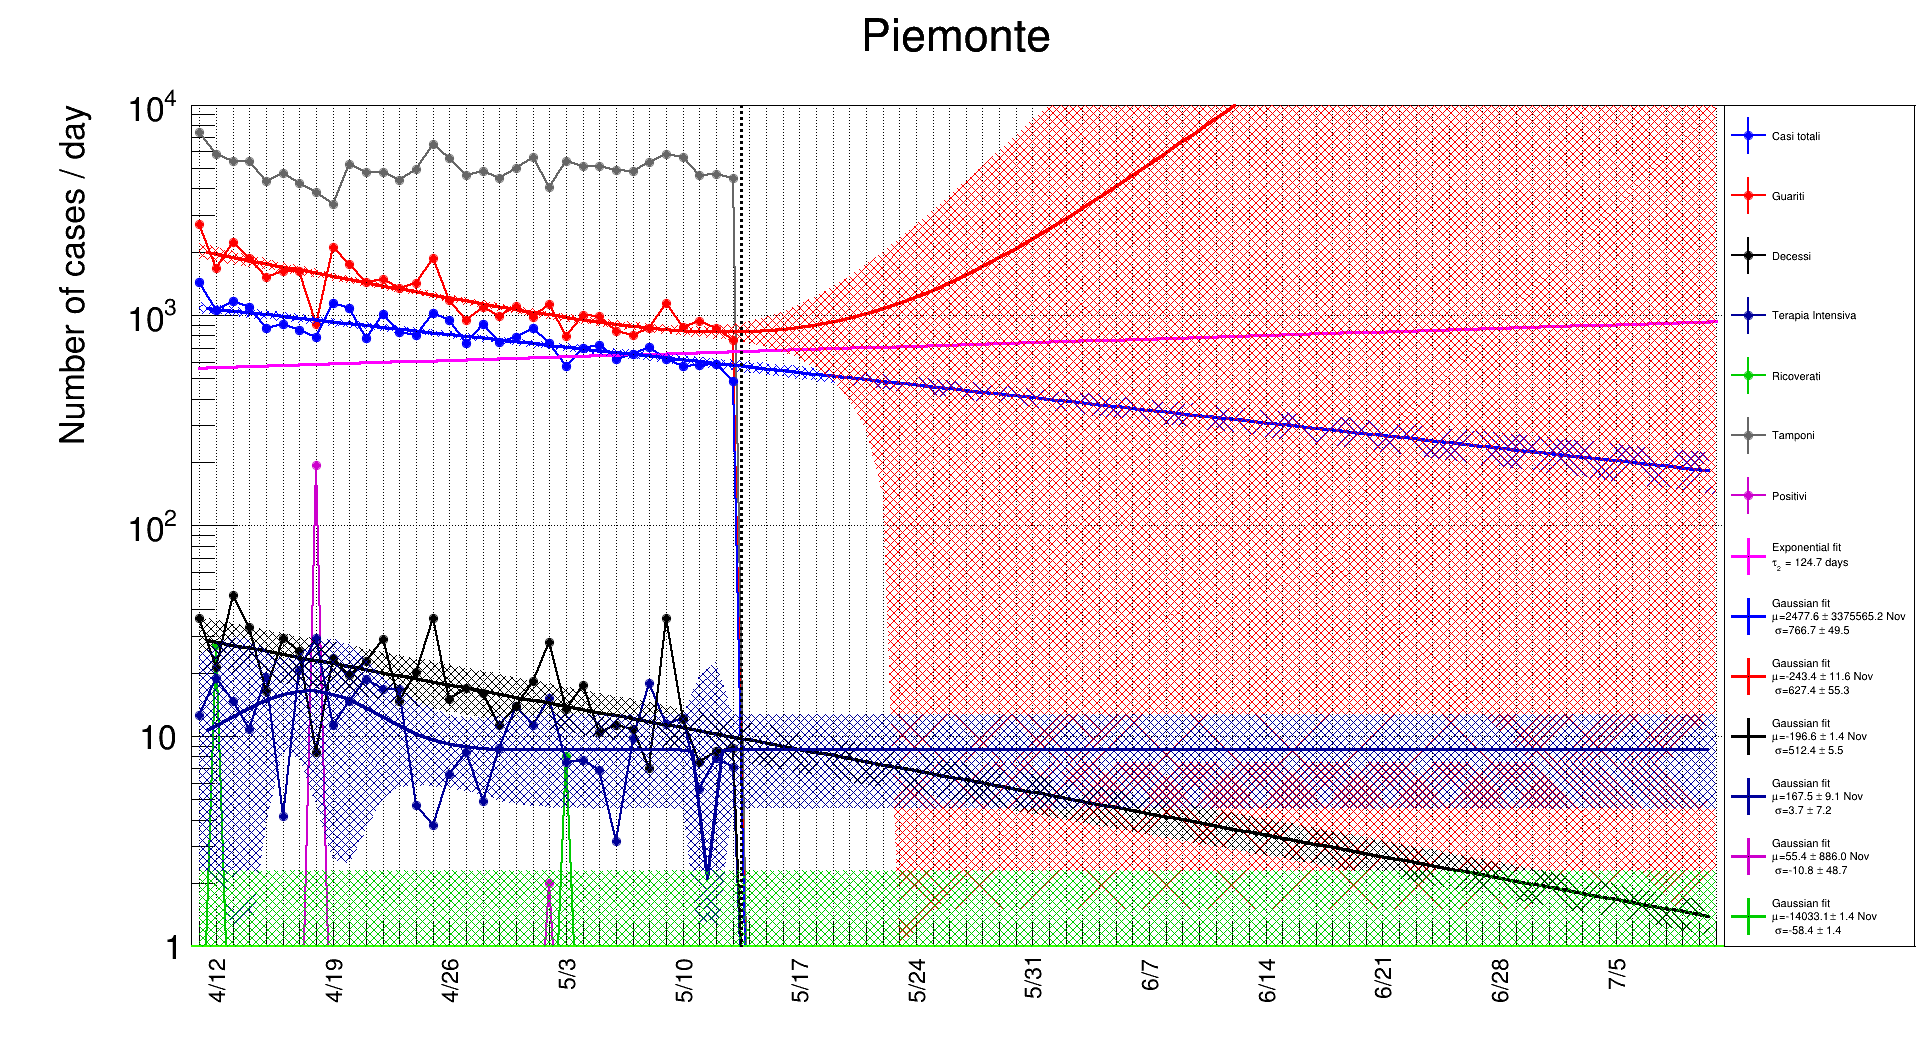 Piemonte
Number of cases / day
10^4
10^3
10^2
10
1
4/12
4/19
4/26
5/3
5/10
5/17
5/24
5/31
6/7
6/14
6/21
6/28
7/5
Casi totali
Guariti
Decessi
Terapia Intensiva
Ricoverati
Tamponi
Positivi
Exponential fit
τ_2 = 124.7 days
Gaussian fit
μ=2477.6 ± 3375565.2 Nov
σ=766.7 ± 49.5
Gaussian fit
μ=-243.4 ± 11.6 Nov
σ=627.4 ± 55.3
Gaussian fit
μ=-196.6 ± 1.4 Nov
σ=512.4 ± 5.5
Gaussian fit
μ=167.5 ± 9.1 Nov
σ=3.7 ± 7.2
Gaussian fit
μ=55.4 ± 886.0 Nov
σ=-10.8 ± 48.7
Gaussian fit
μ=-14033.1 ± 1.4 Nov
σ=-58.4 ± 1.4